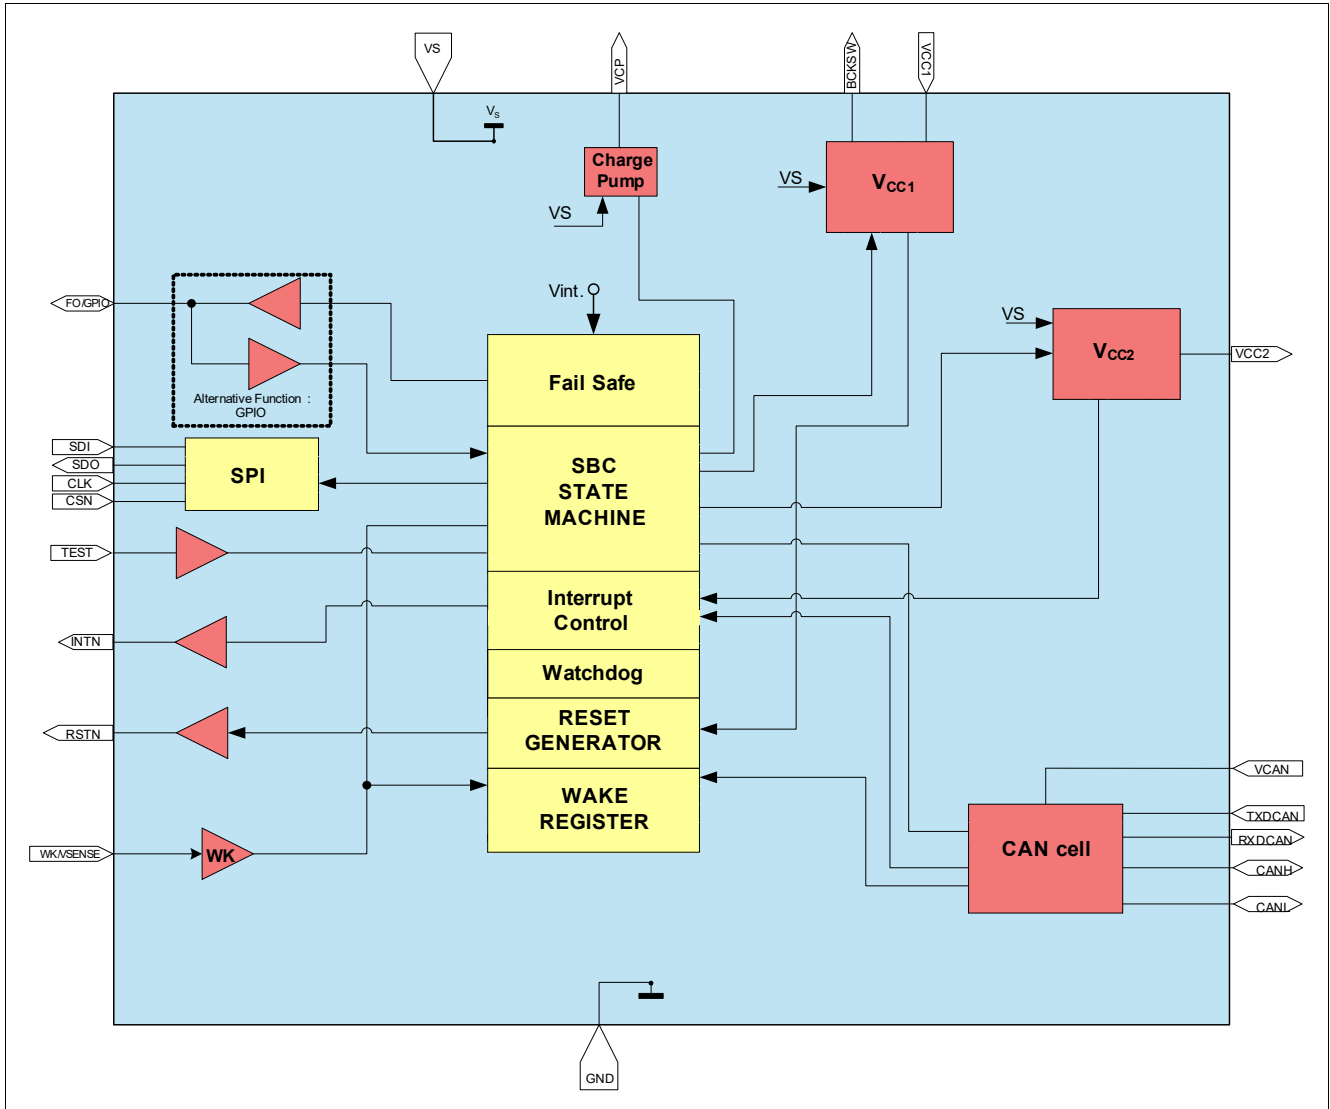 VS
VCP
BCKSW
VCC1
Vs
Charge
Pump
VS
VS
VCC1
FO/GPIO
Alternative Function :
GPIO
Vint.
VS
VCC2
VCC2
Fail Safe
SDI
SDO
CLK
CSN
SPI
SBC
STATE
MACHINE
TEST
Interrupt
Control
INTN
Watchdog
RESET
GENERATOR
RSTN
WAKE
REGISTER
WK/VSENSE
WK
CAN cell
VCAN
TXDCAN
RXDCAN
CANH
CANL
GND